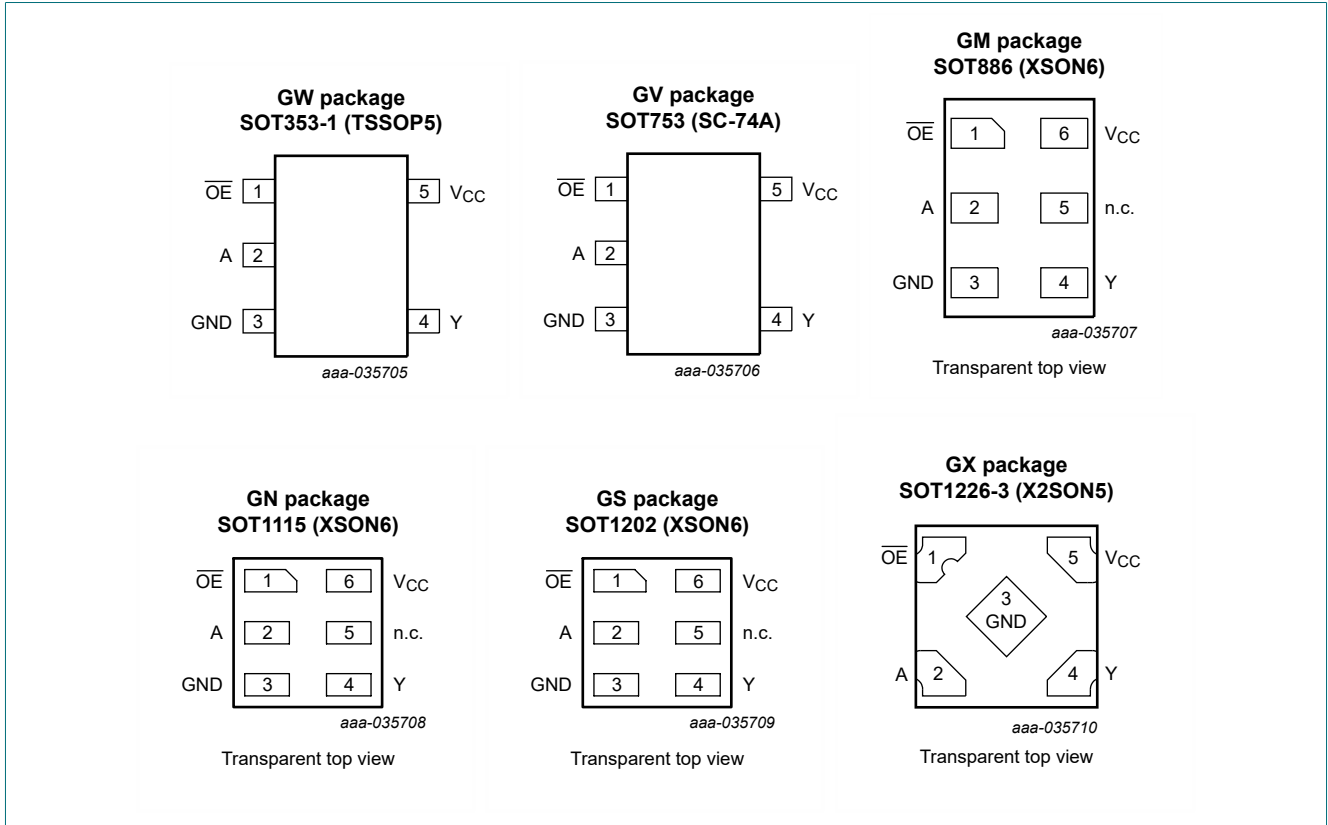 GW package
SOT353-1 (TSSOP5)
OE 1
5 VCC
A 2
GND 3
4 Y
aaa-035705
GV package
SOT753 (SC-74A)
OE 1
5 VCC
A 2
GND 3
4 Y
aaa-035706
GM package
SOT886 (XSON6)
OE 1 6 VCC
A 2 5 n.c.
GND 3 4 Y
aaa-035707
Transparent top view
GN package
SOT1115 (XSON6)
OE 1 6 VCC
A 2 5 n.c.
GND 3 4 Y
aaa-035708
Transparent top view
GS package
SOT1202 (XSON6)
OE 1 6 VCC
A 2 5 n.c.
GND 3 4 Y
aaa-035709
Transparent top view
GX package
SOT1226-3 (X2SON5)
OE 1 5 VCC
3
GND
A 2 4 Y
aaa-035710
Transparent top view